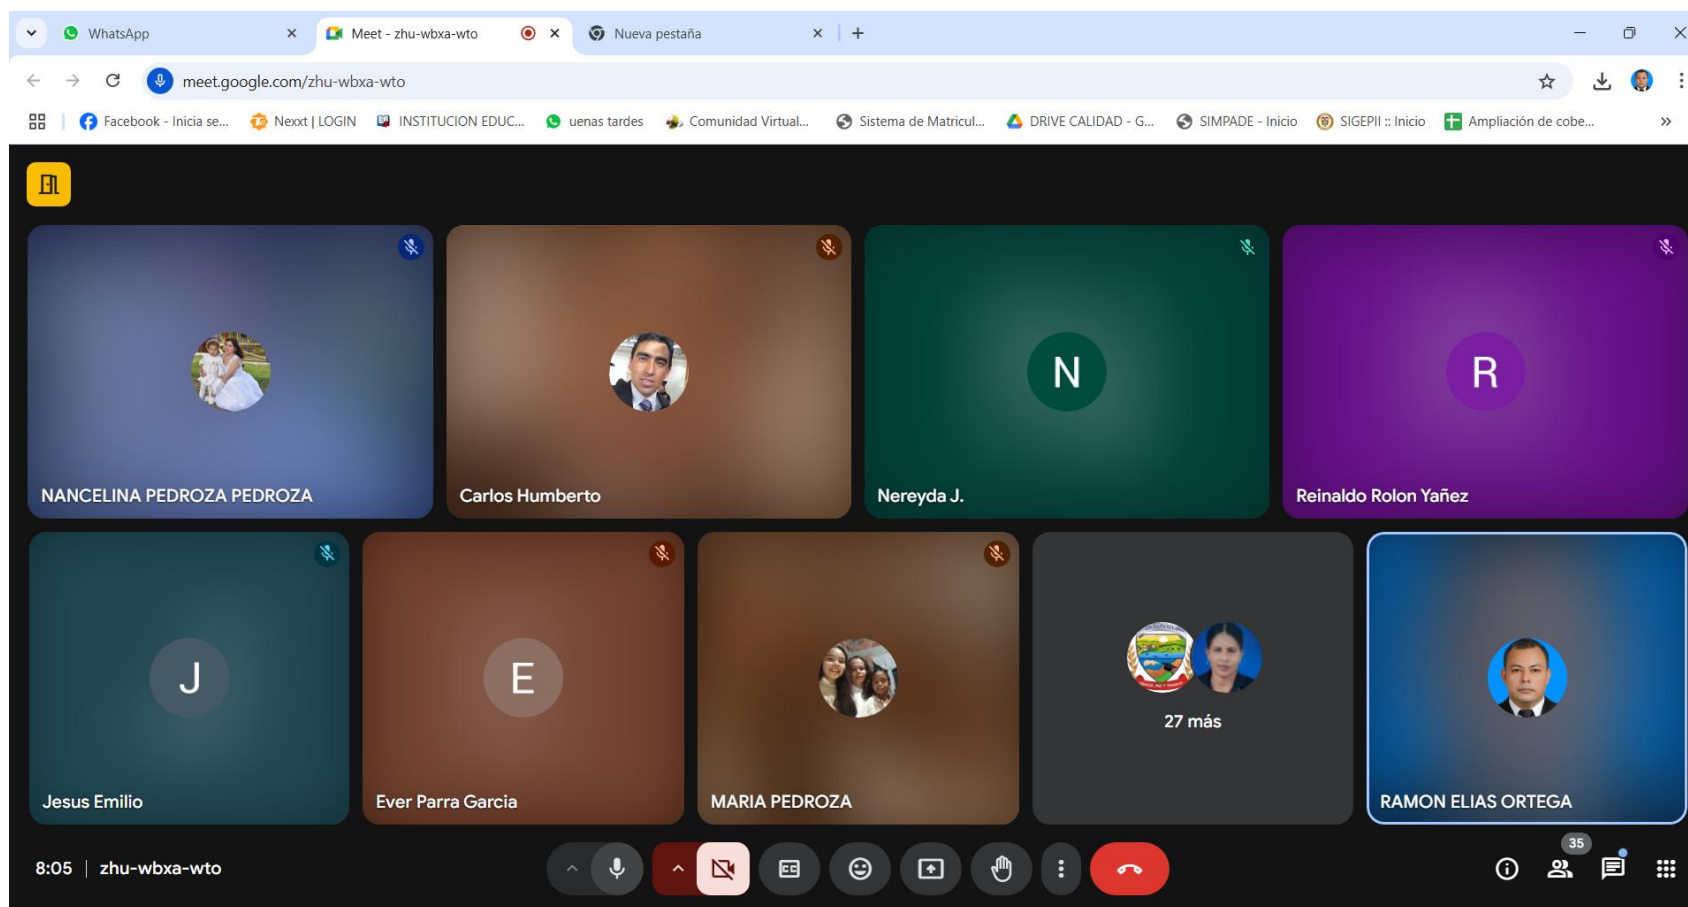 WhatsApp
Meet - zhu-wbxa-wto
Nueva pestaña
meet.google.com/zhu-wbxa-wto
Facebook - Inicia se...
Nexxt | LOGIN
INSTITUCION EDUC...
uenas tardes
Comunidad Virtual...
Sistema de Matricul...
DRIVE CALIDAD - G...
SIMPADE - Inicio
SIGEPII :: Inicio
Ampliación de cobe...
N
R
NANCELINA PEDROZA PEDROZA
Carlos Humberto
Nereyda J.
Reinaldo Rolon Yañez
J
E
27 más
Jesus Emilio
Ever Parra Garcia
MARIA PEDROZA
RAMON ELIAS ORTEGA
8:05 | zhu-wbxa-wto
CC
35